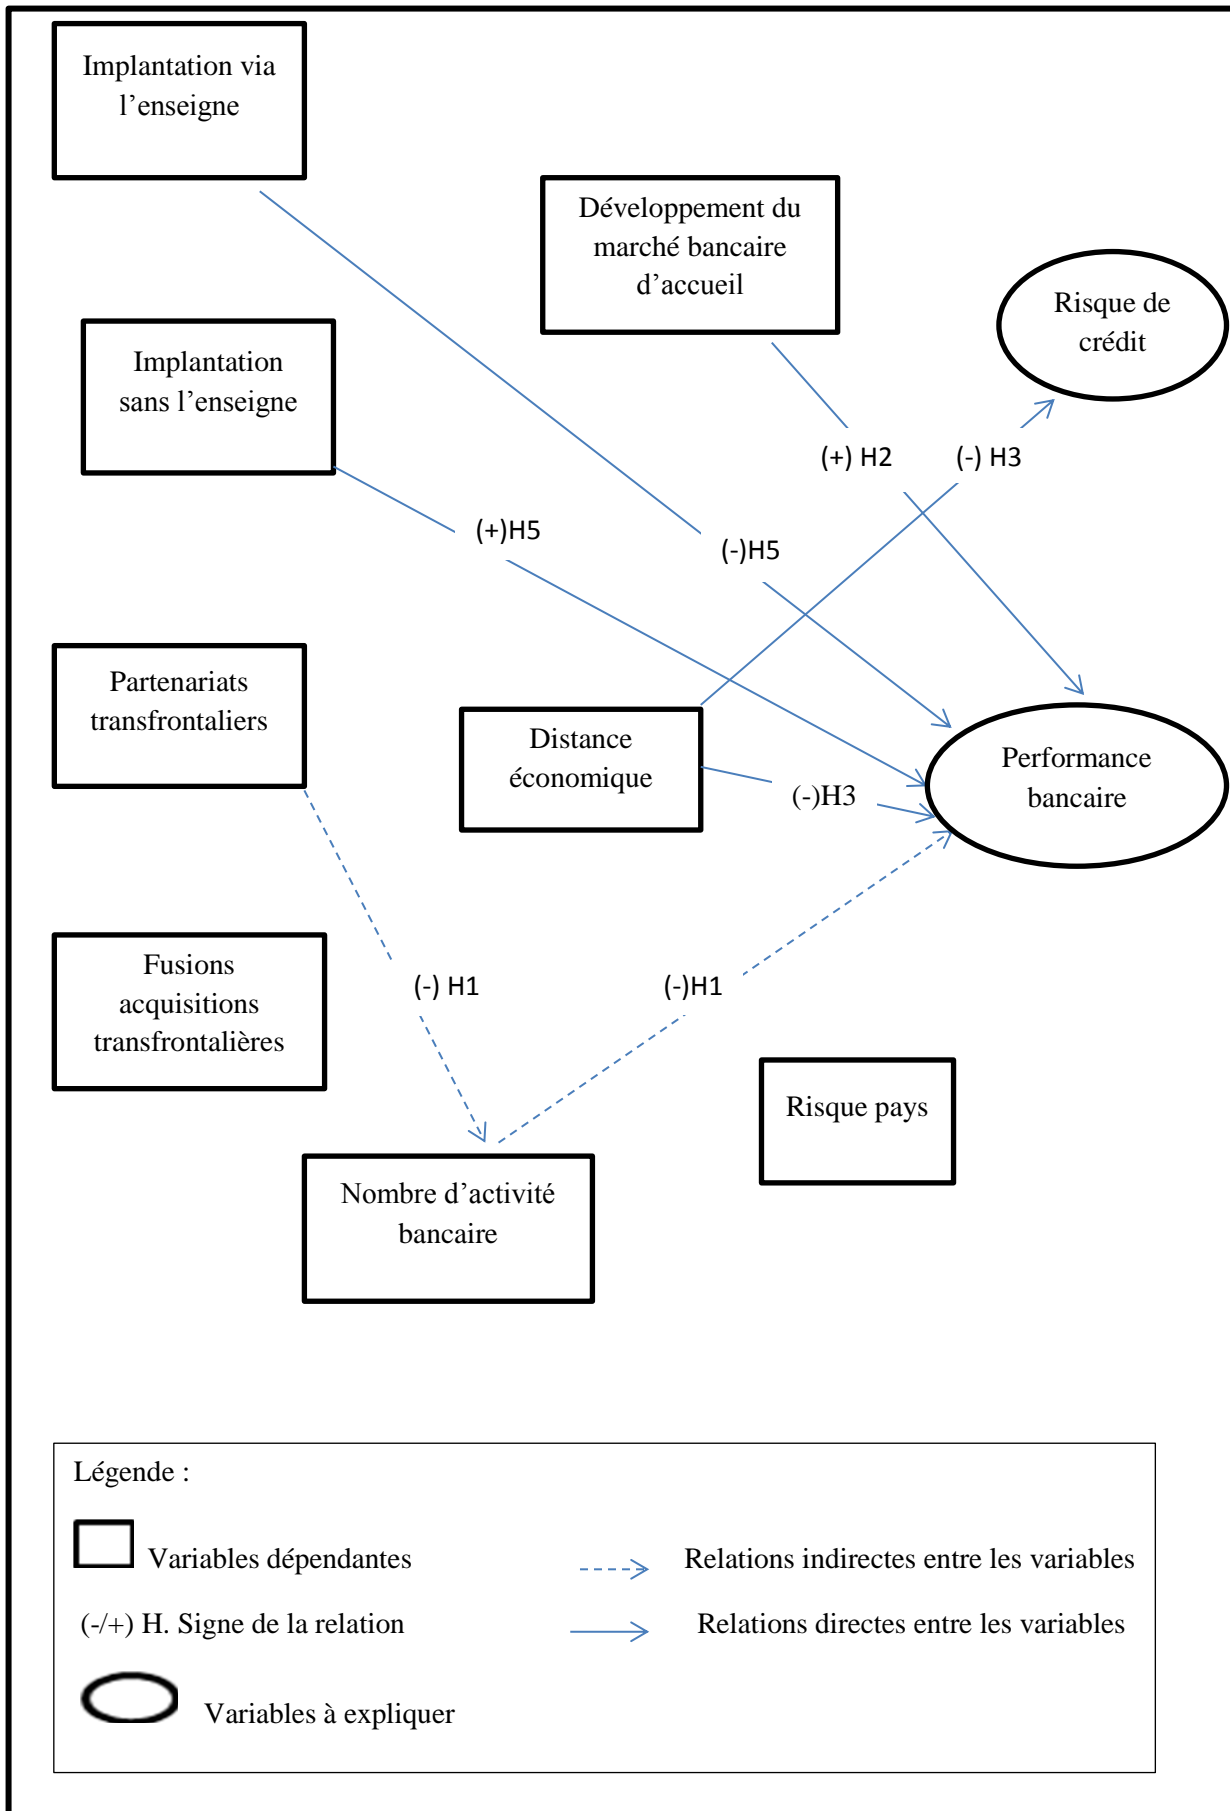 Implantation via
l’enseigne
Développement du
marché bancaire
d’accueil
Risque de
crédit
Implantation
sans l’enseigne
(+) H2
(-) H3
(+)H5
(-)H5
Partenariats
transfrontaliers
Distance
économique
(-)H3
Performance
bancaire
Fusions
acquisitions
transfrontalières
(-) H1
(-)H1
Risque pays
Nombre d’activité
bancaire
Légende :
Variables dépendantes
Relations indirectes entre les variables
(-/+) H. Signe de la relation
Relations directes entre les variables
Variables à expliquer